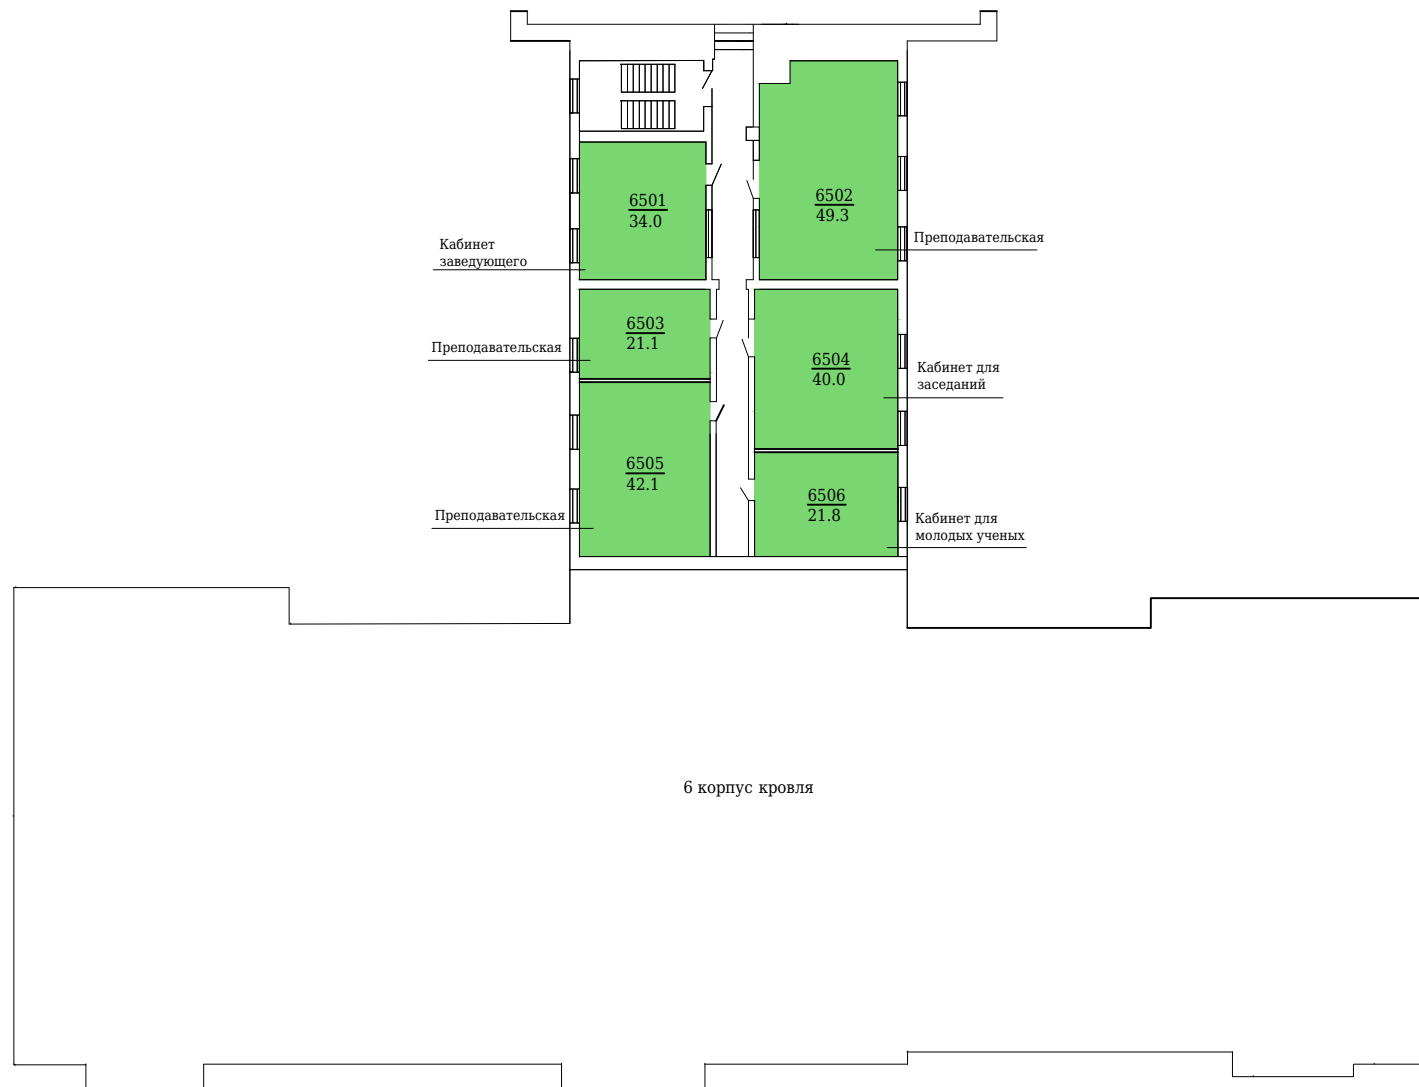 6501
34.0
6502
49.3
Кабинет
заведующего
Преподавательская
6503
21.1
Преподавательская
6504
40.0
Кабинет для
заседаний
6505
42.1
Преподавательская
6506
21.8
Кабинет для
молодых ученых
6 корпус кровля